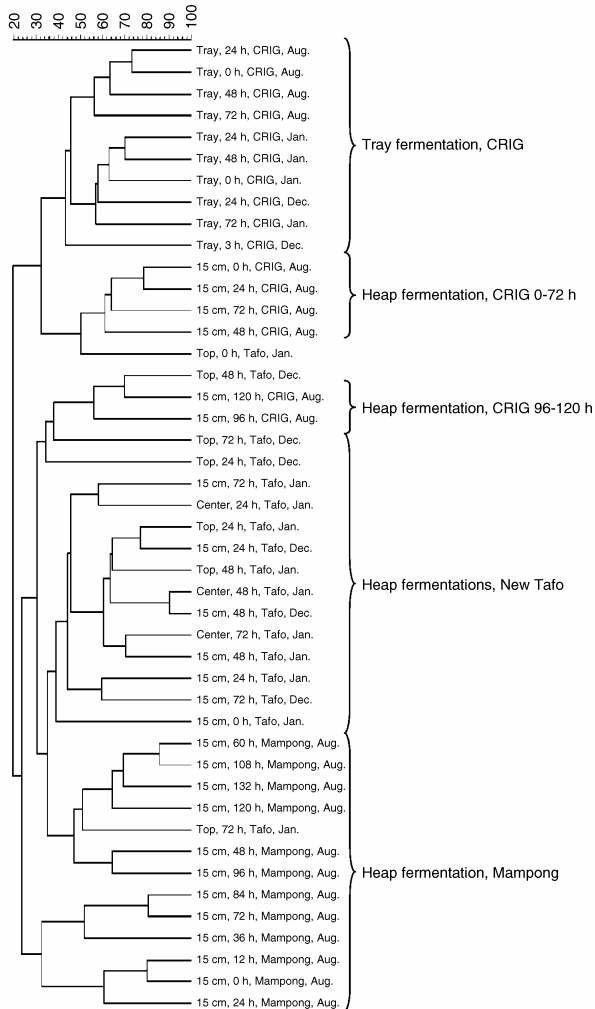 20 30 40 50 60 70 80 90 100
Tray, 24 h, CRIG, Aug.
Tray, 0 h, CRIG, Aug.
Tray, 48 h, CRIG, Aug.
Tray, 72 h, CRIG, Aug.
Tray, 24 h, CRIG, Jan.
Tray fermentation, CRIG
Tray, 48 h, CRIG, Jan.
Tray, 0 h, CRIG, Jan.
Tray, 24 h, CRIG, Dec.
Tray, 72 h, CRIG, Jan.
Tray, 3 h, CRIG, Dec.
15 cm, 0 h, CRIG, Aug.
15 cm, 24 h, CRIG, Aug.
Heap fermentation, CRIG 0-72 h
15 cm, 72 h, CRIG, Aug.
15 cm, 48 h, CRIG, Aug.
Top, 0 h, Tafo, Jan.
Top, 48 h, Tafo, Dec.
15 cm, 120 h, CRIG, Aug.
Heap fermentation, CRIG 96-120 h
15 cm, 96 h, CRIG, Aug.
Top, 72 h, Tafo, Dec.
Top, 24 h, Tafo, Dec.
15 cm, 72 h, Tafo, Jan.
Center, 24 h, Tafo, Jan.
Top, 24 h, Tafo, Jan.
15 cm, 24 h, Tafo, Dec.
Top, 48 h, Tafo, Jan.
Heap fermentations, New Tafo
Center, 48 h, Tafo, Jan.
15 cm, 48 h, Tafo, Dec.
Center, 72 h, Tafo, Jan.
15 cm, 48 h, Tafo, Jan.
15 cm, 24 h, Tafo, Jan.
15 cm, 72 h, Tafo, Dec.
15 cm, 0 h, Tafo, Jan.
15 cm, 60 h, Mampong, Aug.
15 cm, 108 h, Mampong, Aug.
15 cm, 132 h, Mampong, Aug.
15 cm, 120 h, Mampong, Aug.
Top, 72 h, Tafo, Jan.
15 cm, 48 h, Mampong, Aug.
15 cm, 96 h, Mampong, Aug.
Heap fermentation, Mampong
15 cm, 84 h, Mampong, Aug.
15 cm, 72 h, Mampong, Aug.
15 cm, 36 h, Mampong, Aug.
15 cm, 12 h, Mampong, Aug.
15 cm, 0 h, Mampong, Aug.
15 cm, 24 h, Mampong, Aug.